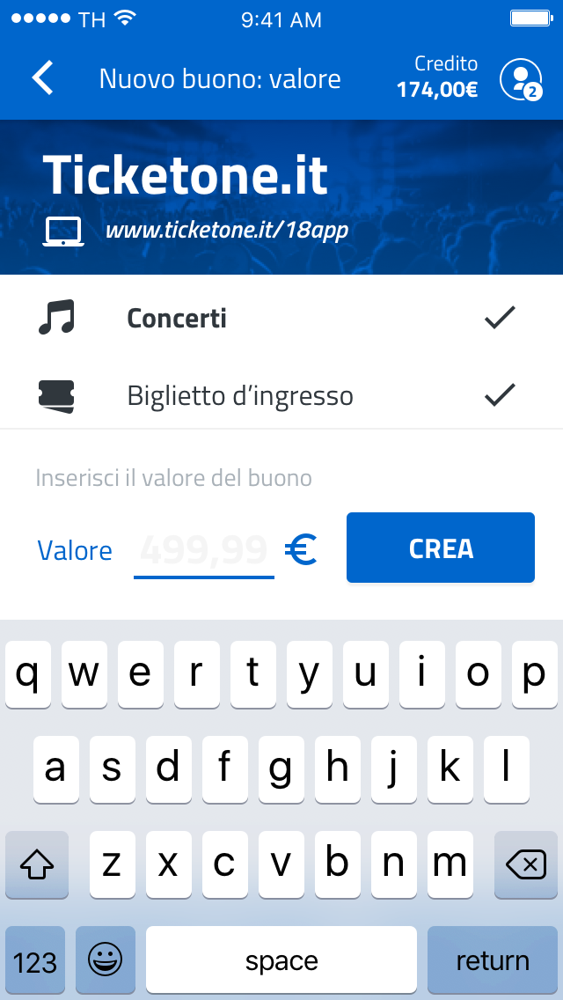 TH 9:41 AM
Nuovo buono: valore
Credito
174,00€
2
Ticketone.it
www.ticketone.it/18app
Concerti
Biglietto d'ingresso
Inserisci il valore del buono
Valore 499,99 € CREA
q w e r t y u i o p
a s d f g h j k l
z x c v b n m
123 space return